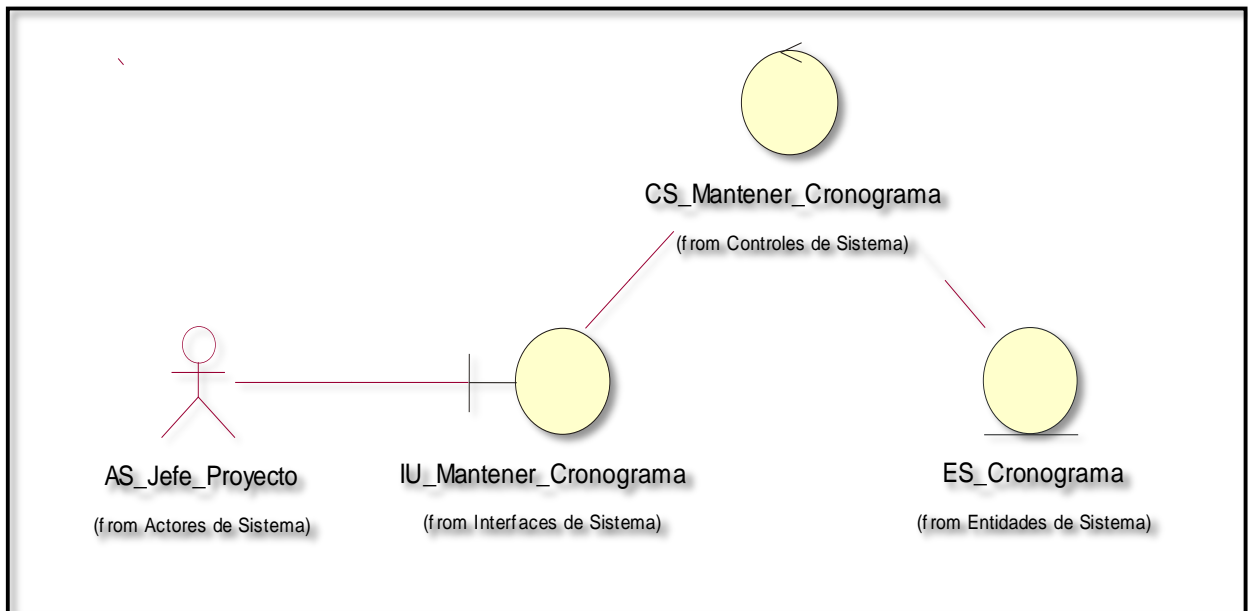 CS_Mantener_Cronograma
(from Controles de Sistema)
AS_Jefe_Proyecto
(from Actores de Sistema)
IU_Mantener_Cronograma
(from Interfaces de Sistema)
ES_Cronograma
(from Entidades de Sistema)